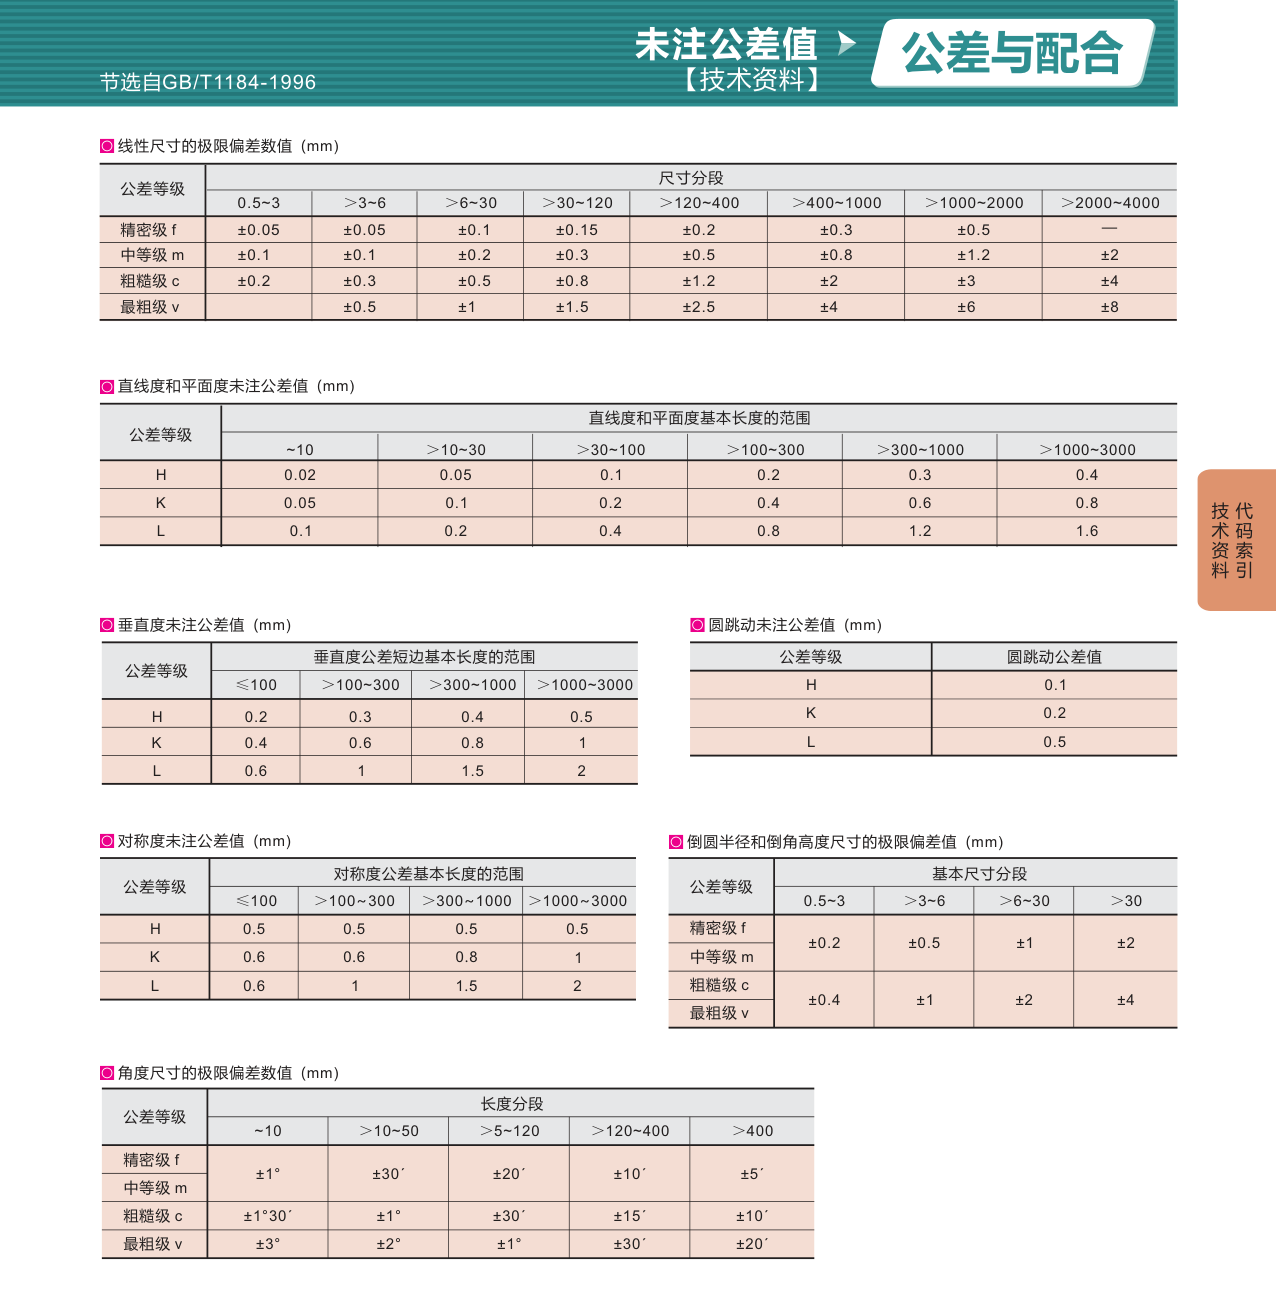 未注公差值
公差与配合
【技术资料】
节选自GB/T1184-1996
线性尺寸的极限偏差数值 (mm)
公差等级 尺寸分段
0.5~3 >3~6 >6~30 >30~120 >120~400 >400~1000 >1000~2000 >2000~4000
精密级 f ±0.05 ±0.05 ±0.1 ±0.15 ±0.2 ±0.3 ±0.5 —
中等级 m ±0.1 ±0.1 ±0.2 ±0.3 ±0.5 ±0.8 ±1.2 ±2
粗糙级 c ±0.2 ±0.3 ±0.5 ±0.8 ±1.2 ±2 ±3 ±4
最粗级 v ±0.5 ±1 ±1.5 ±2.5 ±4 ±6 ±8
直线度和平面度未注公差值 (mm)
公差等级 直线度和平面度基本长度的范围
~10 >10~30 >30~100 >100~300 >300~1000 >1000~3000
H 0.02 0.05 0.1 0.2 0.3 0.4
K 0.05 0.1 0.2 0.4 0.6 0.8
L 0.1 0.2 0.4 0.8 1.2 1.6
代码索引
技术资料
垂直度未注公差值 (mm)
公差等级 垂直度公差短边基本长度的范围
≤100 >100~300 >300~1000 >1000~3000
H 0.2 0.3 0.4 0.5
K 0.4 0.6 0.8 1
L 0.6 1 1.5 2
圆跳动未注公差值 (mm)
公差等级 圆跳动公差值
H 0.1
K 0.2
L 0.5
对称度未注公差值 (mm)
公差等级 对称度公差基本长度的范围
≤100 >100~300 >300~1000 >1000~3000
H 0.5 0.5 0.5 0.5
K 0.6 0.6 0.8 1
L 0.6 1 1.5 2
倒圆半径和倒角高度尺寸的极限偏差值 (mm)
公差等级 基本尺寸分段
0.5~3 >3~6 >6~30 >30
精密级 f
±0.2 ±0.5 ±1 ±2
中等级 m
粗糙级 c
±0.4 ±1 ±2 ±4
最粗级 v
角度尺寸的极限偏差数值 (mm)
公差等级 长度分段
~10 >10~50 >5~120 >120~400 >400
精密级 f
±1° ±30′ ±20′ ±10′ ±5′
中等级 m
粗糙级 c ±1°30′ ±1° ±30′ ±15′ ±10′
最粗级 v ±3° ±2° ±1° ±30′ ±20′